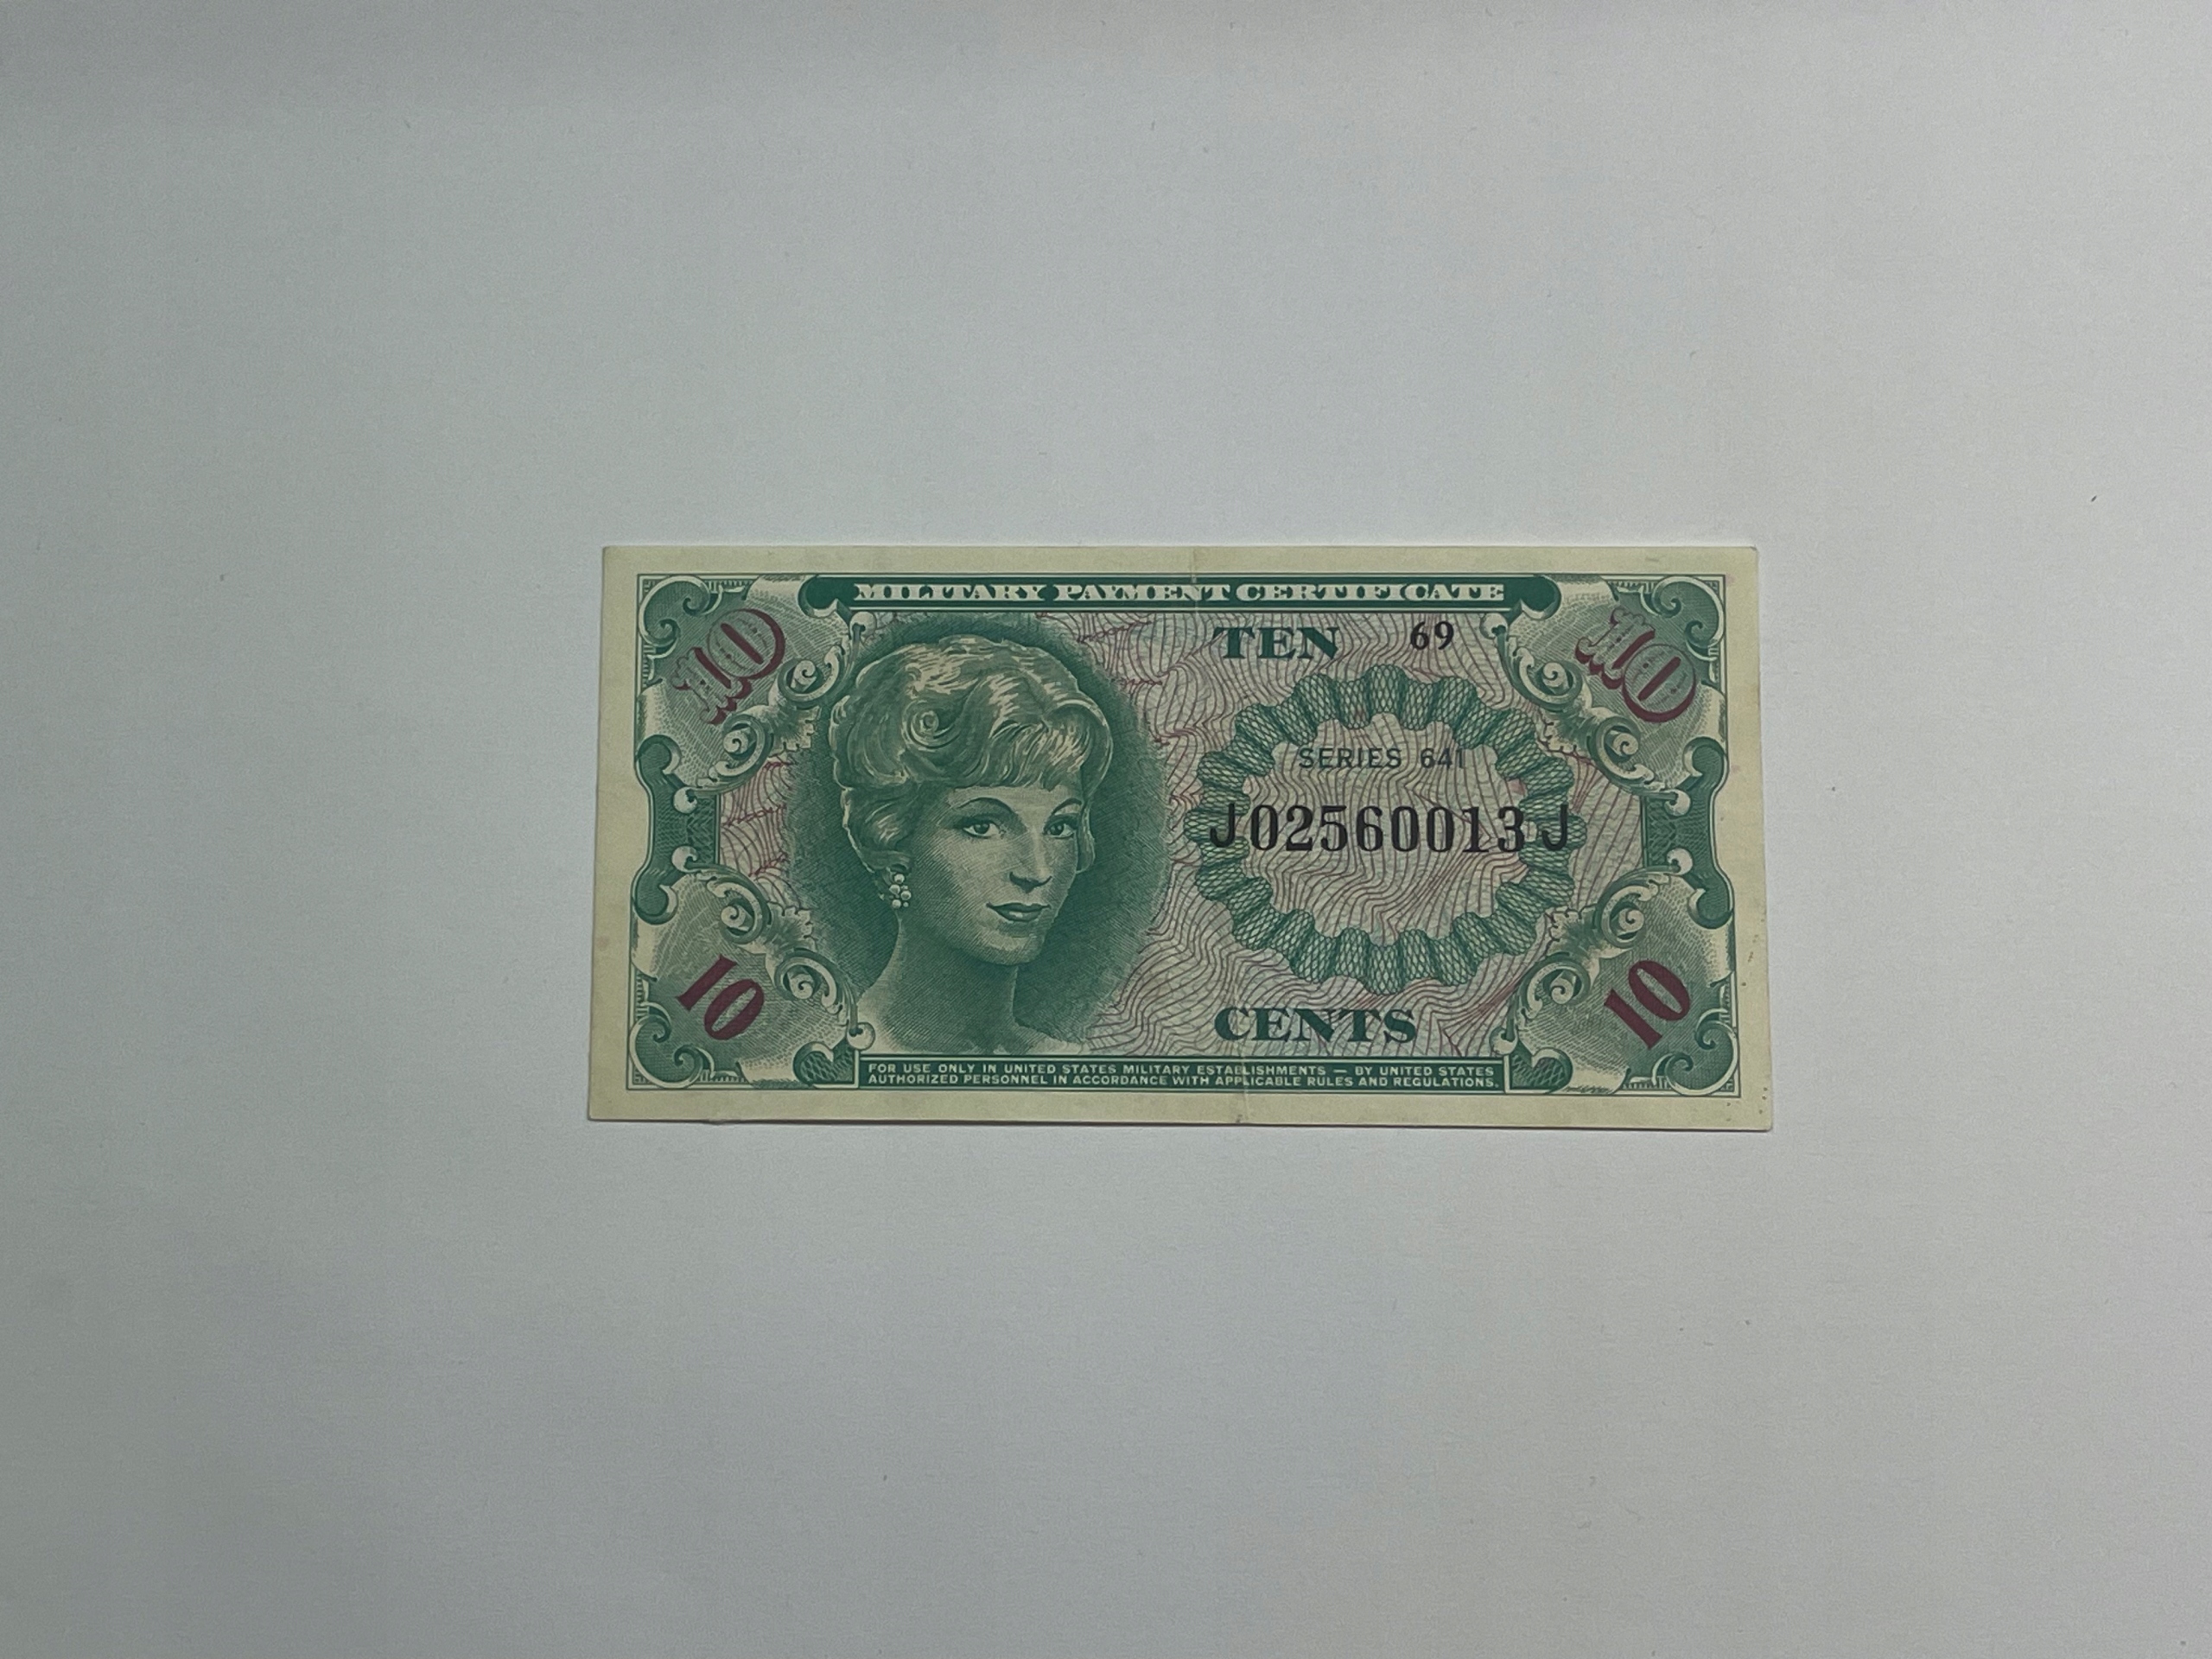 MILITARY PAYMENT CERTIFICATE
10
TEN 69
10
SERIES 641
J02560013J
10
CENTS
10
FOR USE ONLY IN UNITED STATES MILITARY ESTABLISHMENTS — BY UNITED STATES
AUTHORIZED PERSONNEL IN ACCORDANCE WITH APPLICABLE RULES AND REGULATIONS.